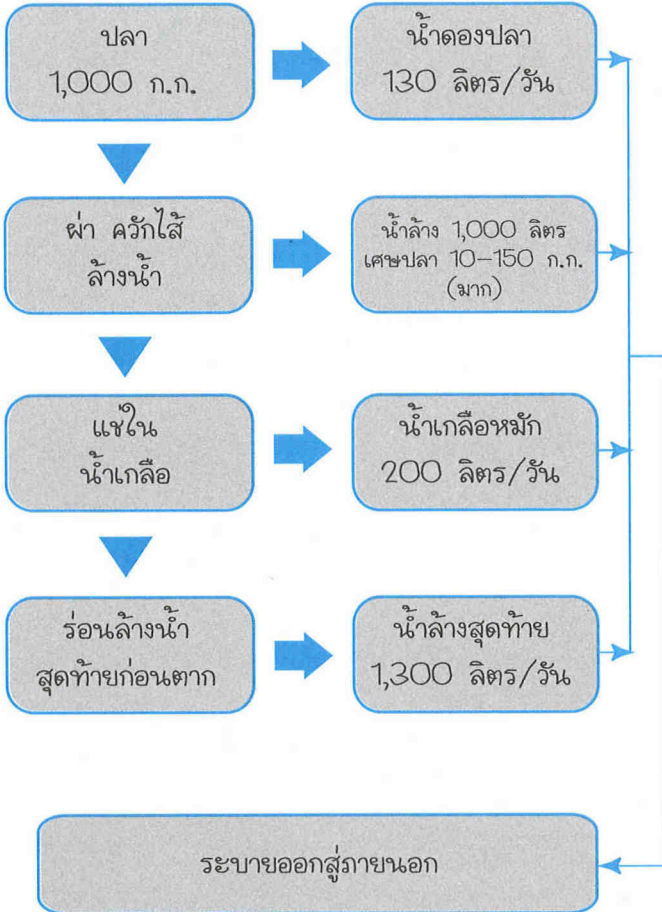 ปลา
1,000 ก.ก.
น้ำดองปลา
130 ลิตร/วัน
ผ่า ควักไส้
ล้างน้ำ
น้ำล้าง 1,000 ลิตร
เศษปลา 10–150 ก.ก.
(มาก)
แช่ใน
น้ำเกลือ
น้ำเกลือหมัก
200 ลิตร/วัน
ร่อนล้างน้ำ
สุดท้ายก่อนตาก
น้ำล้างสุดท้าย
1,300 ลิตร/วัน
ระบายออกสู่ภายนอก